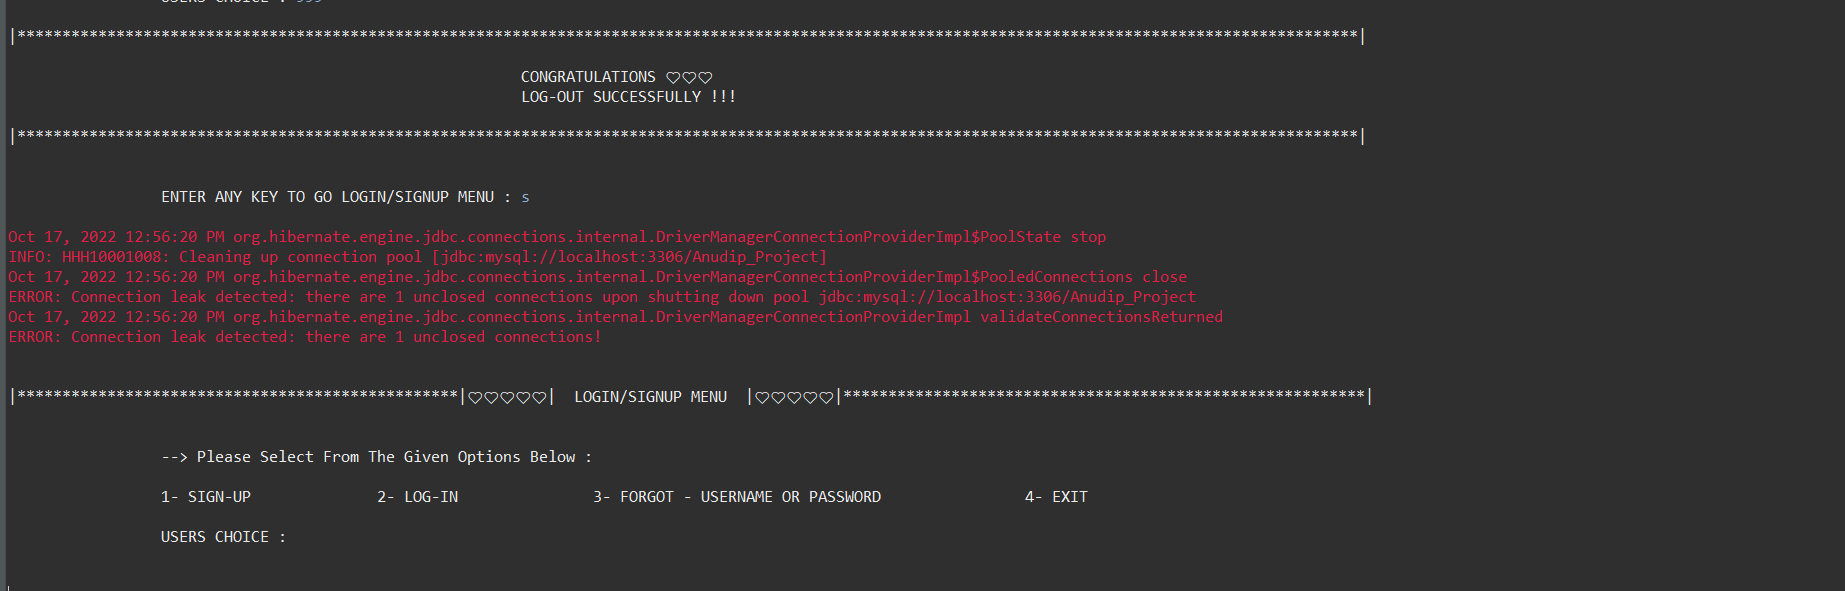 USERS CHOICE : 999
|*****************************************************************************************************************************************************|
CONGRATULATIONS ♡♡♡
LOG-OUT SUCCESSFULLY !!!
|*****************************************************************************************************************************************************|
ENTER ANY KEY TO GO LOGIN/SIGNUP MENU : s
Oct 17, 2022 12:56:20 PM org.hibernate.engine.jdbc.connections.internal.DriverManagerConnectionProviderImpl$PoolState stop
INFO: HHH10001008: Cleaning up connection pool [jdbc:mysql://localhost:3306/Anudip_Project]
Oct 17, 2022 12:56:20 PM org.hibernate.engine.jdbc.connections.internal.DriverManagerConnectionProviderImpl$PooledConnections close
ERROR: Connection leak detected: there are 1 unclosed connections upon shutting down pool jdbc:mysql://localhost:3306/Anudip_Project
Oct 17, 2022 12:56:20 PM org.hibernate.engine.jdbc.connections.internal.DriverManagerConnectionProviderImpl validateConnectionsReturned
ERROR: Connection leak detected: there are 1 unclosed connections!
|*************************************************|♡♡♡♡♡|  LOGIN/SIGNUP MENU  |♡♡♡♡♡|**********************************************************|
--> Please Select From The Given Options Below :
1- SIGN-UP 2- LOG-IN 3- FORGOT - USERNAME OR PASSWORD 4- EXIT
USERS CHOICE :